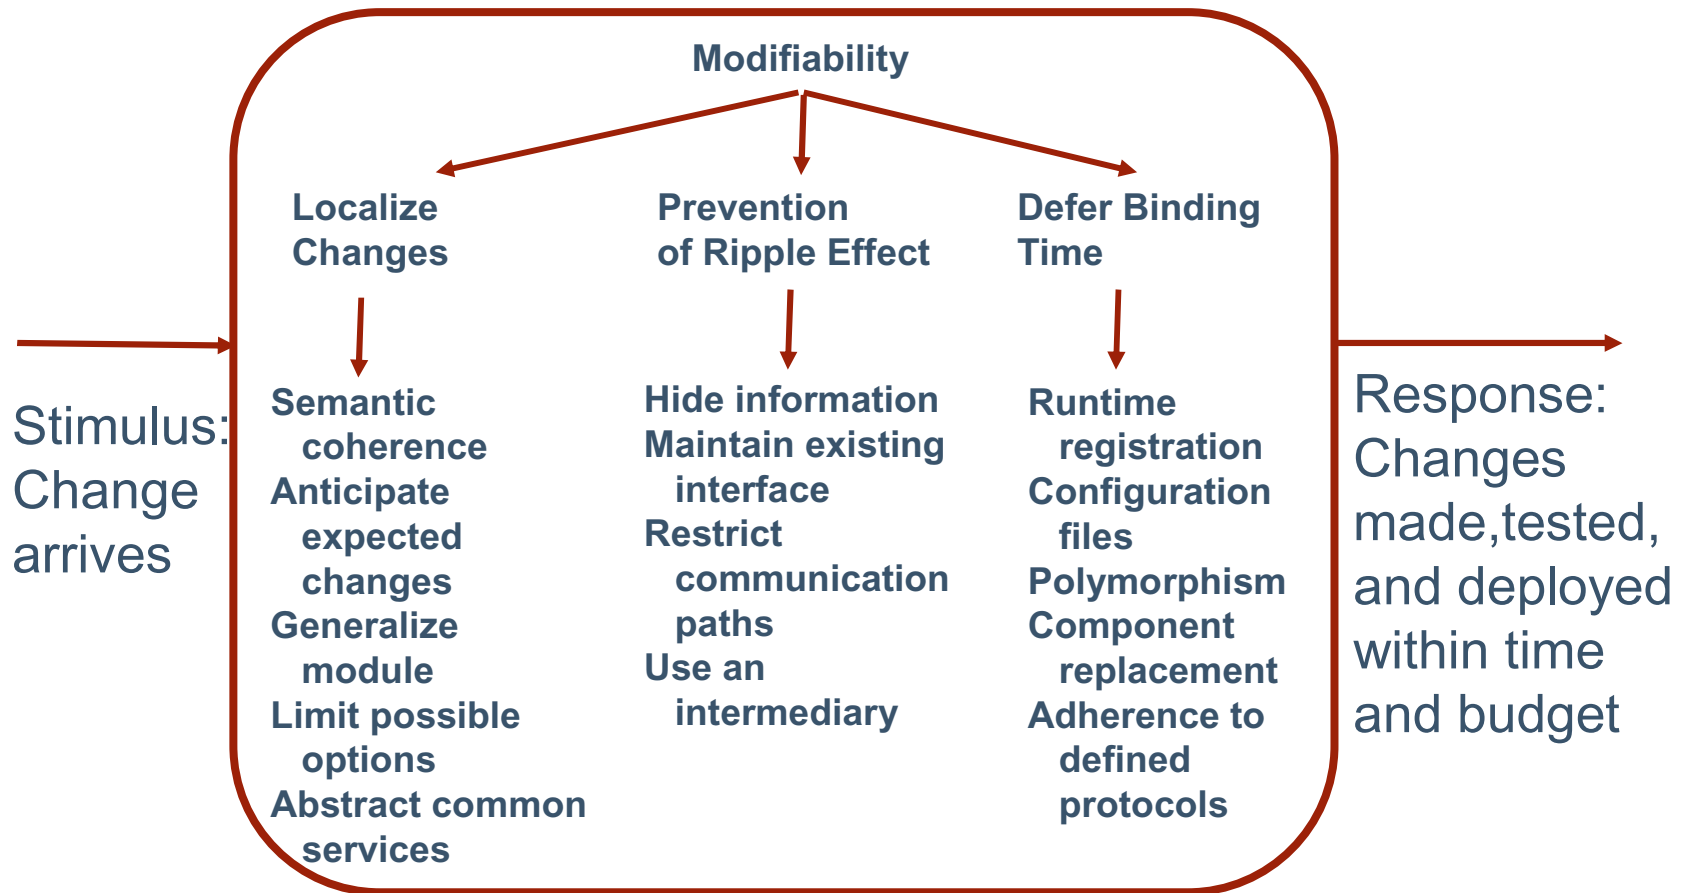 Modifiability
Localize
Changes
Prevention
of Ripple Effect
Defer Binding
Time
Stimulus:
Change
arrives
Semantic
coherence
Anticipate
expected
changes
Generalize
module
Limit possible
options
Abstract common
services
Hide information
Maintain existing
interface
Restrict
communication
paths
Use an
intermediary
Runtime
registration
Configuration
files
Polymorphism
Component
replacement
Adherence to
defined
protocols
Response:
Changes
made,tested,
and deployed
within time
and budget